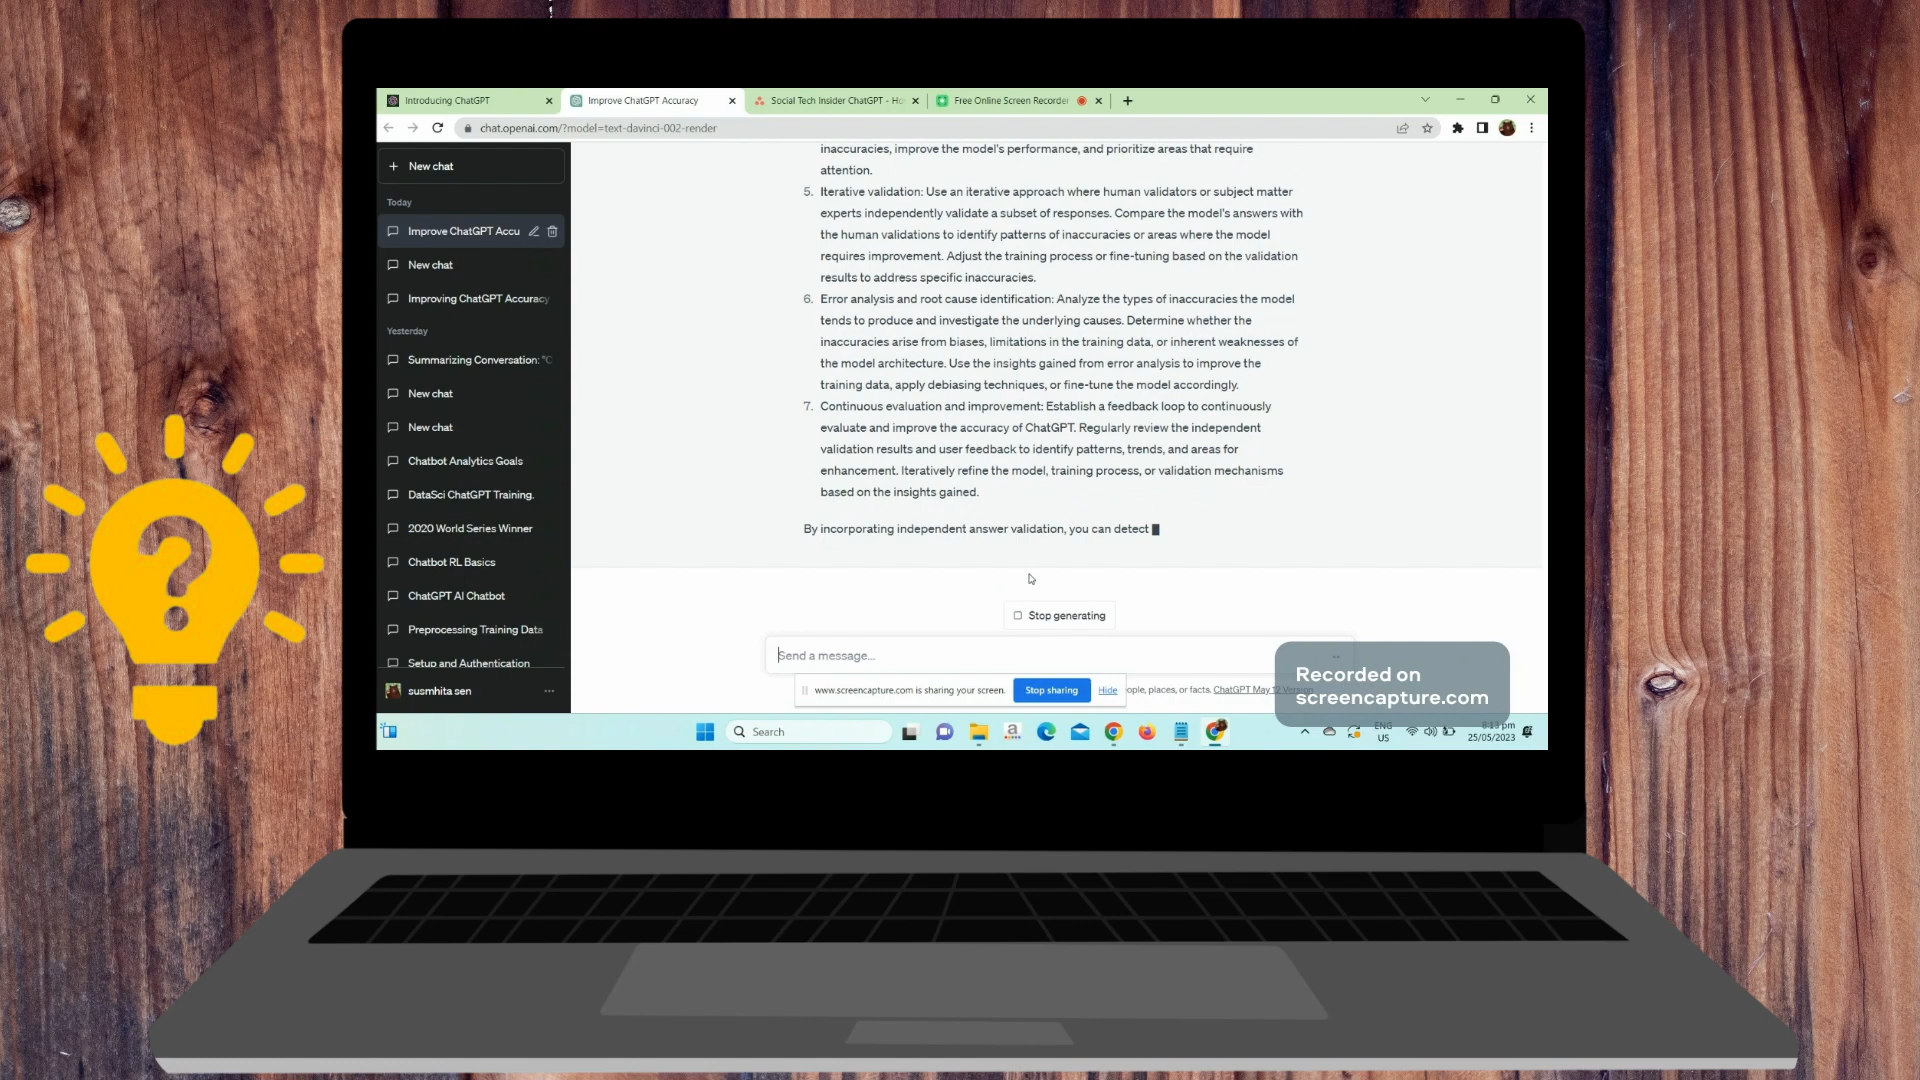 Introducing ChatGPT
Improve ChatGPT Accuracy
Social Tech Insider ChatGPT - Ho
Free Online Screen Recorder
chat.openai.com/?model=text-davinci-002-render
New chat
Today
Improve ChatGPT Accu
New chat
Improving ChatGPT Accuracy
Yesterday
Summarizing Conversation: "C
New chat
New chat
Chatbot Analytics Goals
DataSci ChatGPT Training.
2020 World Series Winner
Chatbot RL Basics
ChatGPT AI Chatbot
Preprocessing Training Data
Setup and Authentication
susmhita sen
inaccuracies, improve the model's performance, and prioritize areas that require
attention.
5. Iterative validation: Use an iterative approach where human validators or subject matter
experts independently validate a subset of responses. Compare the model's answers with
the human validations to identify patterns of inaccuracies or areas where the model
requires improvement. Adjust the training process or fine-tuning based on the validation
results to address specific inaccuracies.
6. Error analysis and root cause identification: Analyze the types of inaccuracies the model
tends to produce and investigate the underlying causes. Determine whether the
inaccuracies arise from biases, limitations in the training data, or inherent weaknesses of
the model architecture. Use the insights gained from error analysis to improve the
training data, apply debiasing techniques, or fine-tune the model accordingly.
7. Continuous evaluation and improvement: Establish a feedback loop to continuously
evaluate and improve the accuracy of ChatGPT. Regularly review the independent
validation results and user feedback to identify patterns, trends, and areas for
enhancement. Iteratively refine the model, training process, or validation mechanisms
based on the insights gained.
By incorporating independent answer validation, you can detect
Stop generating
Send a message...
www.screencapture.com is sharing your screen. Stop sharing Hide
ople, places, or facts. ChatGPT May 12 Version
Recorded on
screencapture.com
Search
ENG
US
8:13 pm
25/05/2023